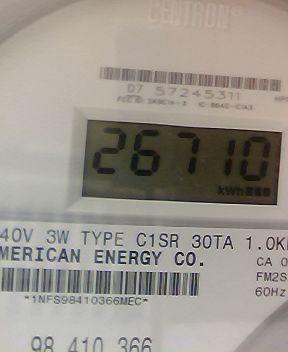 CENTRON
07 57245311
26710
kWh
40V 3W TYPE C1SR 30TA 1.0K
MERICAN ENERGY CO.
CA 0
FM2S
60Hz
*1NFS98410366MEC*
98 410 366